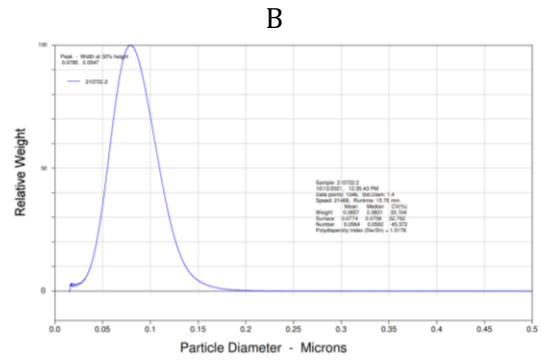 B
100
Peak - Width at 50% height
0.0785 0.0547
210722.2
Relative Weight
50
Sample: 210722.2
10/13/2021, 12:35:43 PM
Data points: 1346, Std.Diam: 1.4
Speed: 21468, Runtime: 15.76 min
Mean Median CV(%)
Weight 0.0857 0.0831 33.104
Surface 0.0774 0.0756 32.762
Number 0.0564 0.0562 45.372
Polydispersity Index (Dw/Dn) = 1.5178
0
0.0 0.05 0.1 0.15 0.2 0.25 0.3 0.35 0.4 0.45 0.5
Particle Diameter - Microns